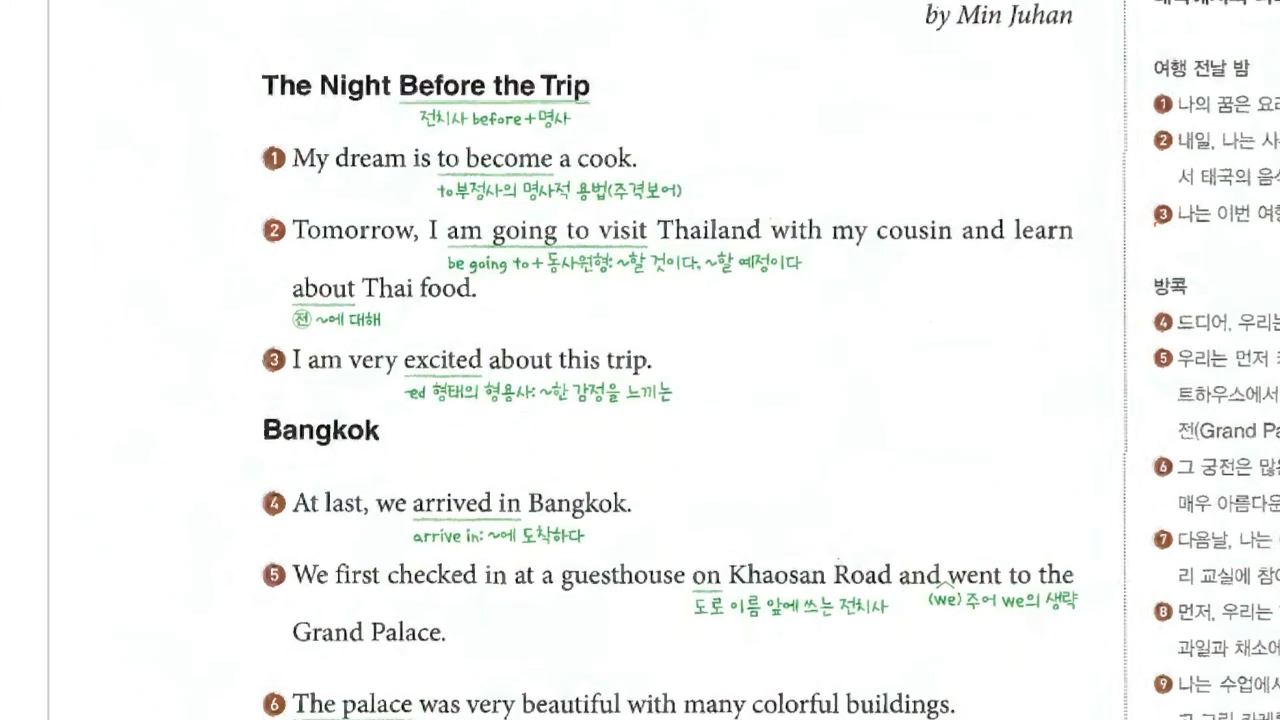 by Min Juhan
The Night Before the Trip
전치사 before+명사
1 My dream is to become a cook.
to부정사의 명사적 용법(주격보어)
2 Tomorrow, I am going to visit Thailand with my cousin and learn
be going to+동사원형: ~할 것이다, ~할 예정이다
about Thai food.
전 ~에 대해
3 I am very excited about this trip.
-ed 형태의 형용사: ~한 감정을 느끼는
Bangkok
4 At last, we arrived in Bangkok.
arrive in: ~에 도착하다
5 We first checked in at a guesthouse on Khaosan Road and went to the
도로 이름 앞에 쓰는 전치사
(we) 주어 we의 생략
Grand Palace.
6 The palace was very beautiful with many colorful buildings.
여행 전날 밤
1 나의 꿈은 요리
2 내일, 나는 사
서 태국의 음식
3 나는 이번 여행
방콕
4 드디어, 우리는
5 우리는 먼저
트하우스에서
전(Grand Pa
6 그 궁전은 많은
매우 아름다운
7 다음날, 나는
리 교실에 참여
8 먼저, 우리는
과일과 채소에
9 나는 수업에서